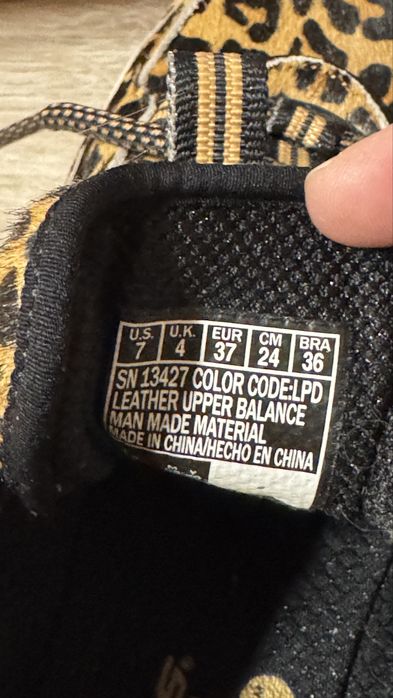 U.S. U.K. EUR CM BRA
7 4 37 24 36
SN 13427 COLOR CODE:LPD
LEATHER UPPER BALANCE
MAN MADE MATERIAL
MADE IN CHINA/HECHO EN CHINA